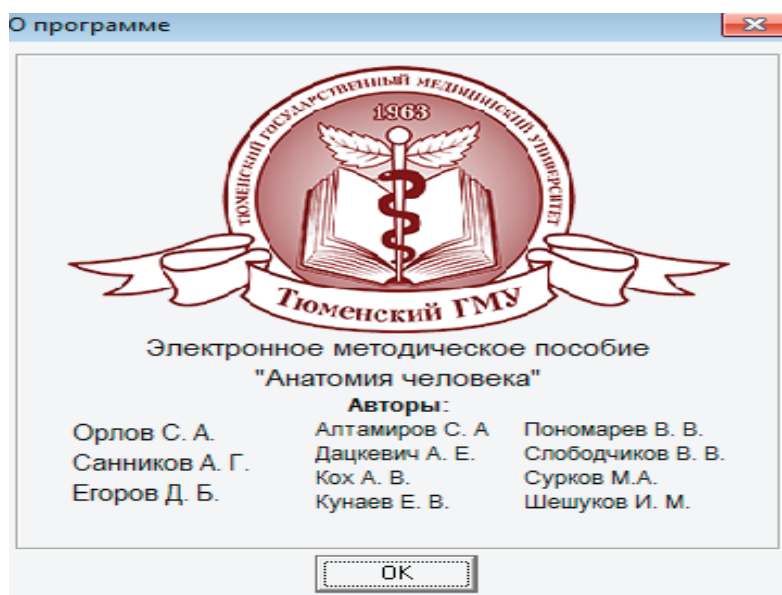 О программе
ТЮМЕНСКИЙ ГОСУДАРСТВЕННЫЙ МЕДИЦИНСКИЙ УНИВЕРСИТЕТ
1963
Тюменский ГМУ
Электронное методическое пособие
"Анатомия человека"
Авторы:
Орлов С. А.
Санников А. Г.
Егоров Д. Б.
Алтамиров С. А
Дацкевич А. Е.
Кох А. В.
Кунаев Е. В.
Пономарев В. В.
Слободчиков В. В.
Сурков М.А.
Шешуков И. М.
OK